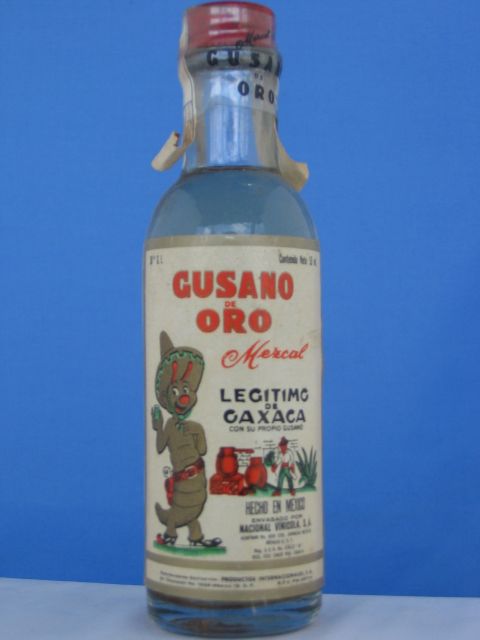 Mezcal
GUSANO
DE
ORO
Contenido Neto
GUSANO
DE
ORO
Mezcal
LEGITIMO
DE
OAXACA
CON SU PROPIO GUSANO
HECHO EN MEXICO
ENVASADO POR
NACIONAL VINICOLA, S.A.
PRODUCTOS INTERNACIONALES, S.A.